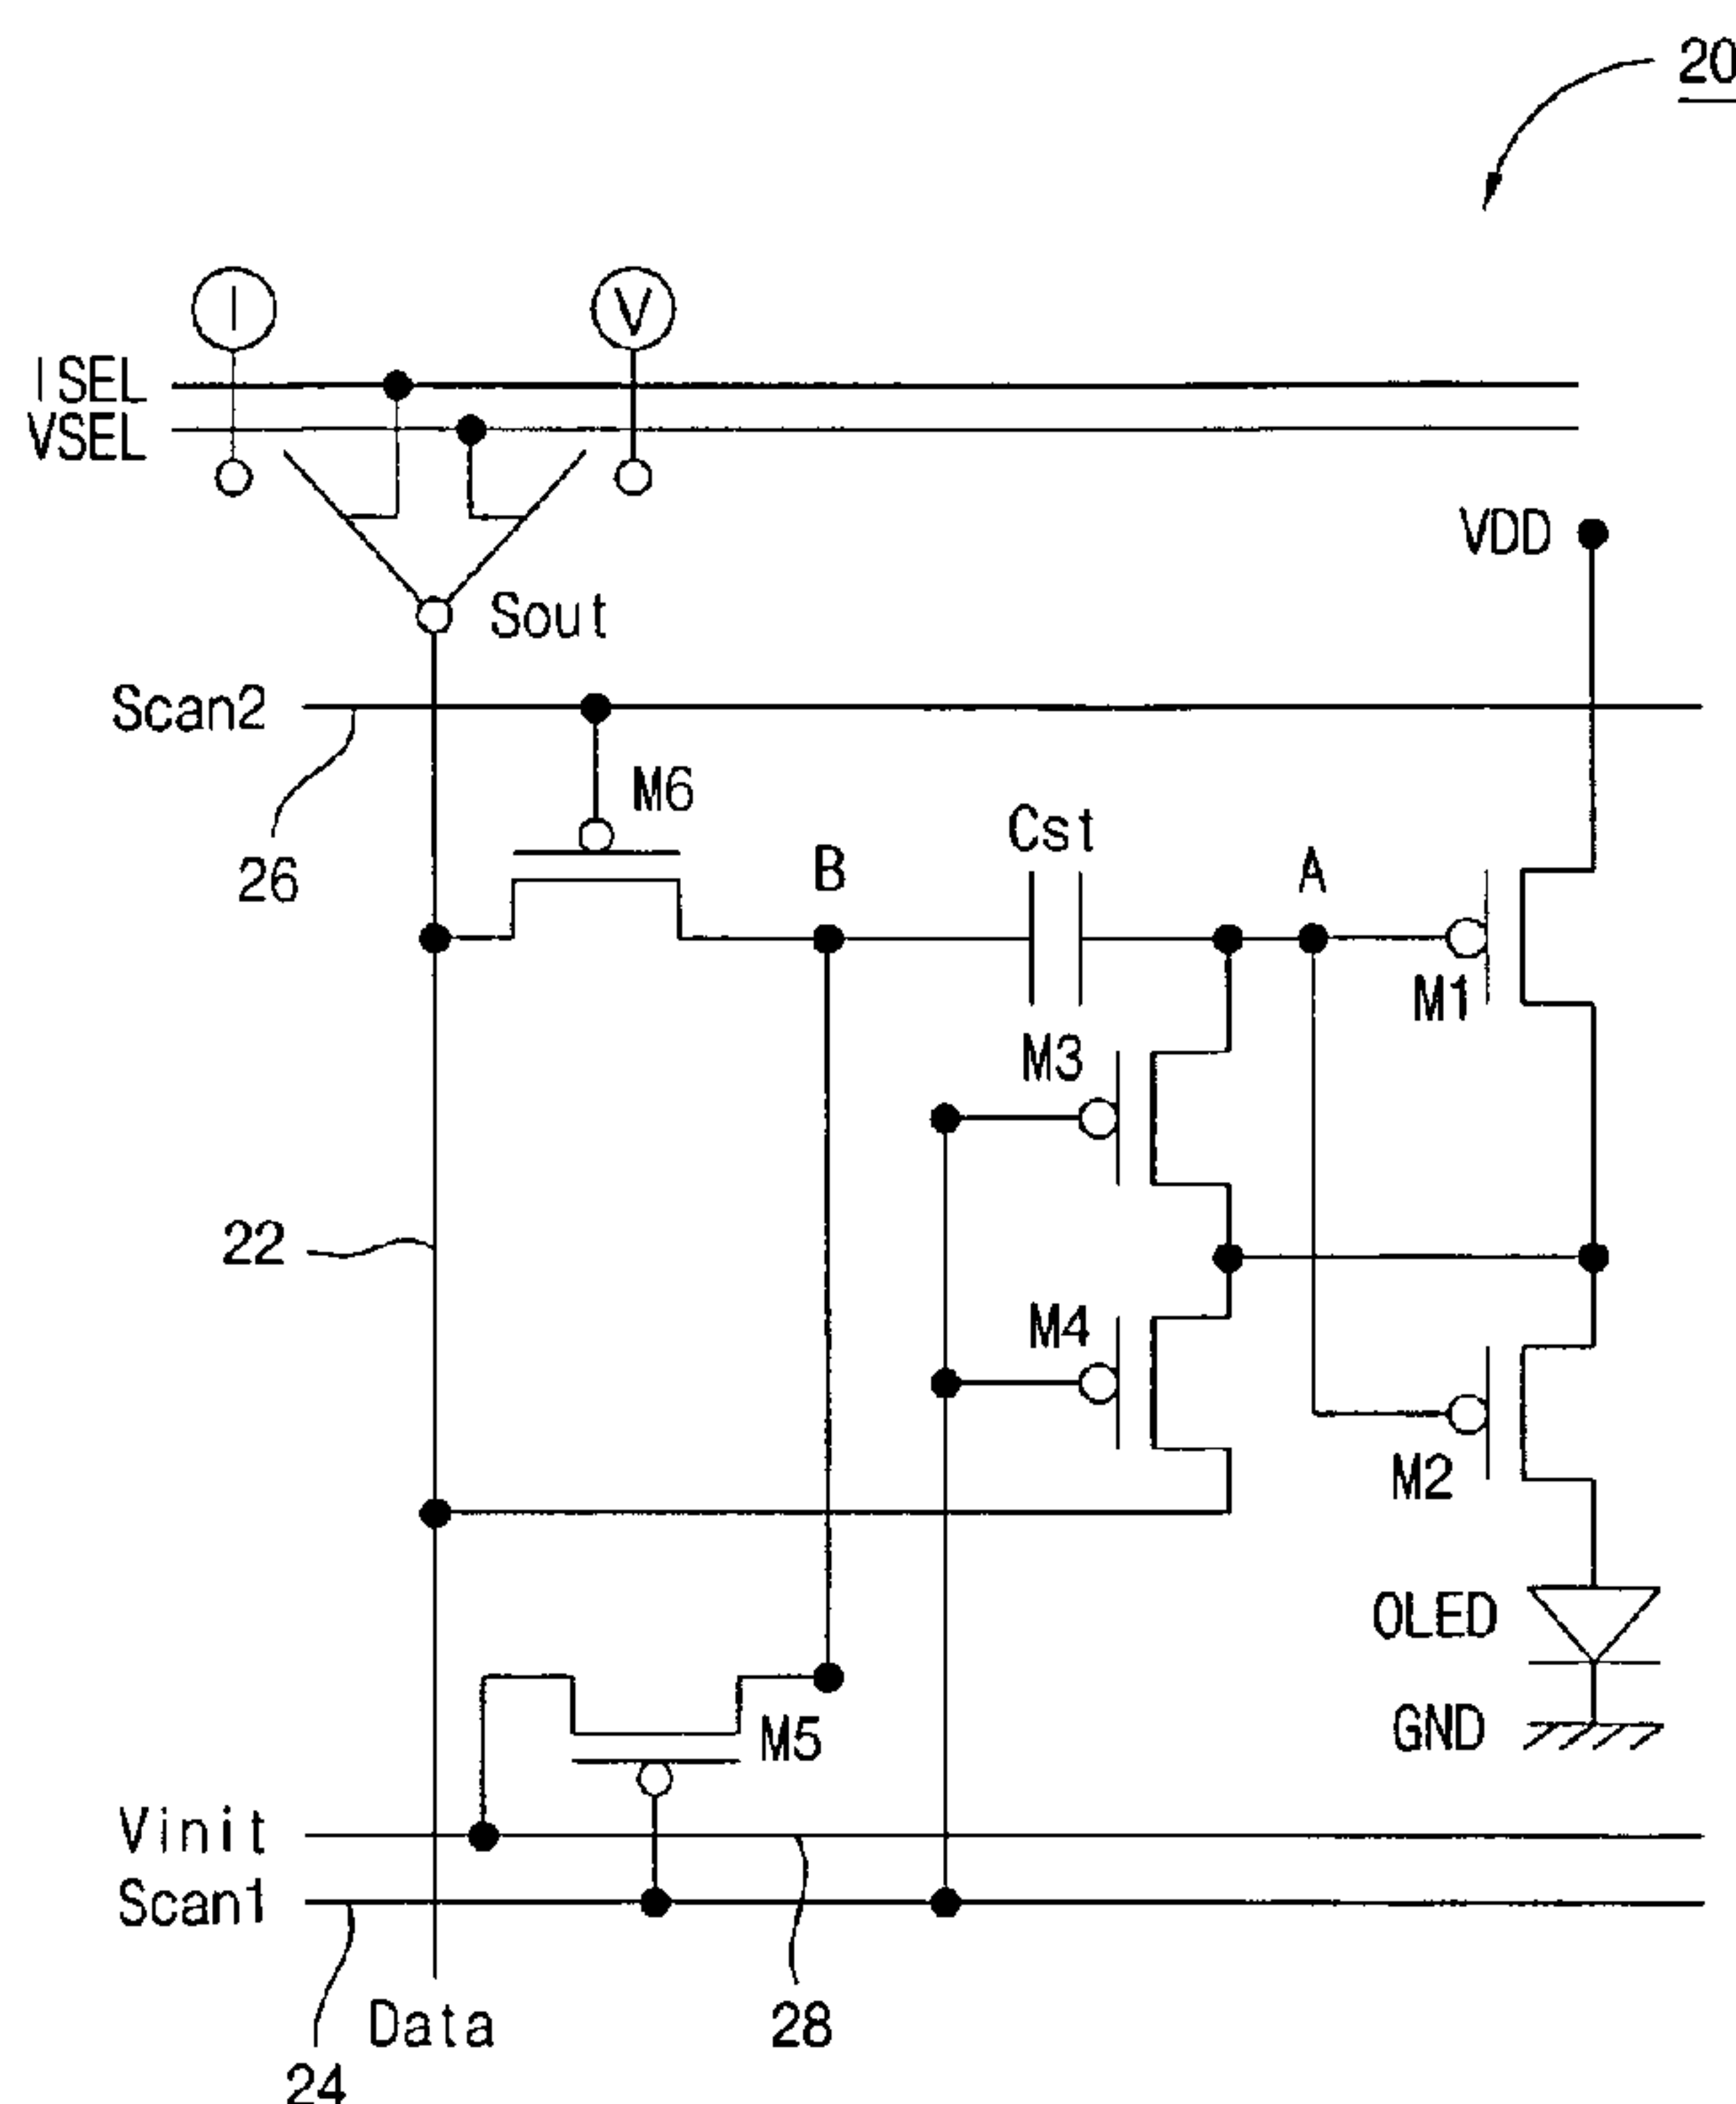 20
I
V
ISEL
VSEL
VDD
Sout
Scan2
M6
Cst
26
B
A
M1
M3
22
M4
M2
OLED
M5
GND
Vinit
Scan1
Data
28
24